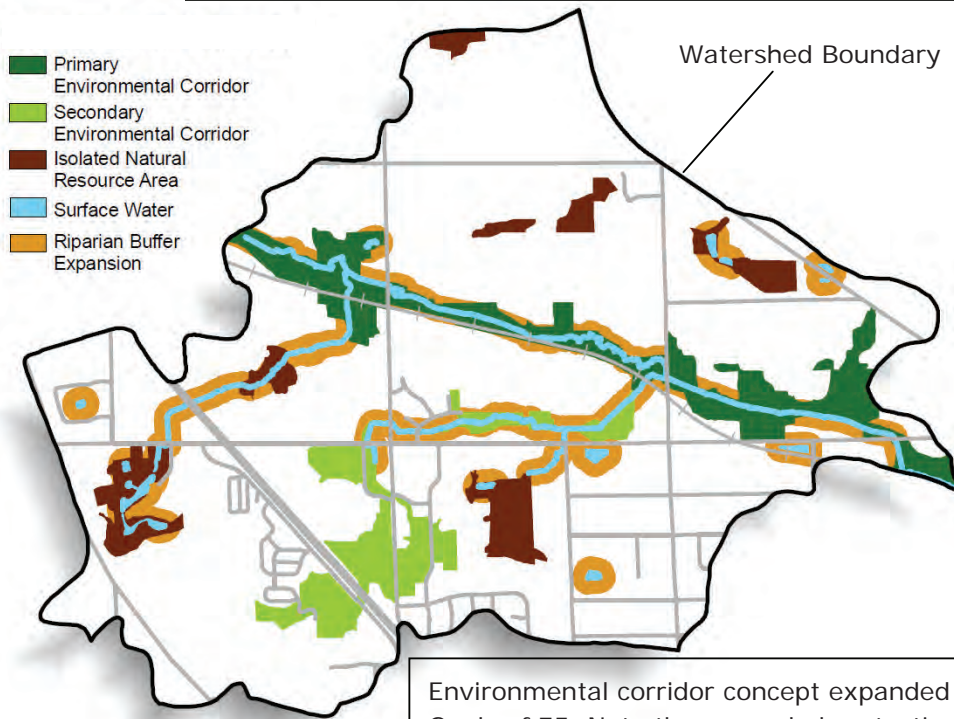 Watershed Boundary
Primary
Environmental Corridor
Secondary
Environmental Corridor
Isolated Natural
Resource Area
Surface Water
Riparian Buffer
Expansion
Environmental corridor concept expanded